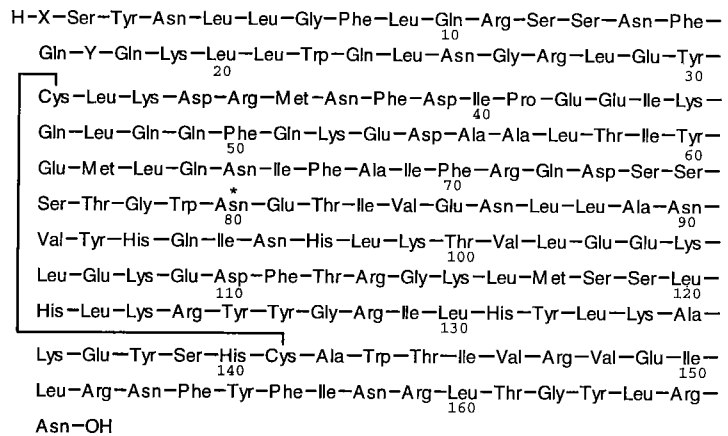 H-X-Ser-Tyr-Asn-Leu-Leu-Gly-Phe-Leu-Gln-Arg-Ser-Ser-Asn-Phe-
10
Gln-Y-Gln-Lys-Leu-Leu-Trp-Gln-Leu-Asn-Gly-Arg-Leu-Glu-Tyr-
20 30
Cys-Leu-Lys-Asp-Arg-Met-Asn-Phe-Asp-Ile-Pro-Glu-Glu-Ile-Lys-
40
Gln-Leu-Gln-Gln-Phe-Gln-Lys-Glu-Asp-Ala-Ala-Leu-Thr-Ile-Tyr-
50 60
Glu-Met-Leu-Gln-Asn-Ile-Phe-Ala-Ile-Phe-Arg-Gln-Asp-Ser-Ser-
70
Ser-Thr-Gly-Trp-Asn-Glu-Thr-Ile-Val-Glu-Asn-Leu-Leu-Ala-Asn-
* 80 90
Val-Tyr-His-Gln-Ile-Asn-His-Leu-Lys-Thr-Val-Leu-Glu-Glu-Lys-
100
Leu-Glu-Lys-Glu-Asp-Phe-Thr-Arg-Gly-Lys-Leu-Met-Ser-Ser-Leu-
110 120
His-Leu-Lys-Arg-Tyr-Tyr-Gly-Arg-Ile-Leu-His-Tyr-Leu-Lys-Ala-
130
Lys-Glu-Tyr-Ser-His-Cys-Ala-Trp-Thr-Ile-Val-Arg-Val-Glu-Ile-
140 150
Leu-Arg-Asn-Phe-Tyr-Phe-Ile-Asn-Arg-Leu-Thr-Gly-Tyr-Leu-Arg-
160
Asn-OH